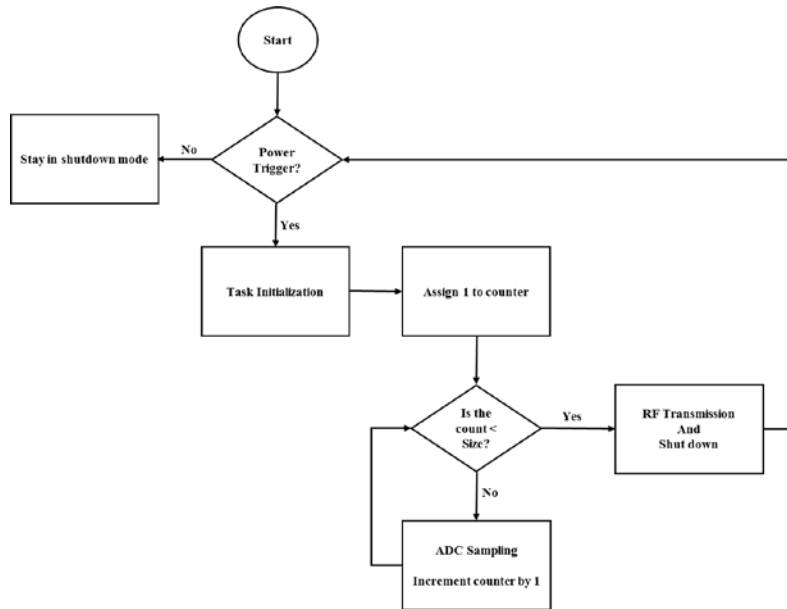 Start
Power
Trigger?
No
Stay in shutdown mode
Yes
Task Initialization
Assign 1 to counter
Is the
count <
Size?
Yes
RF Transmission
And
Shut down
No
ADC Sampling
Increment counter by 1